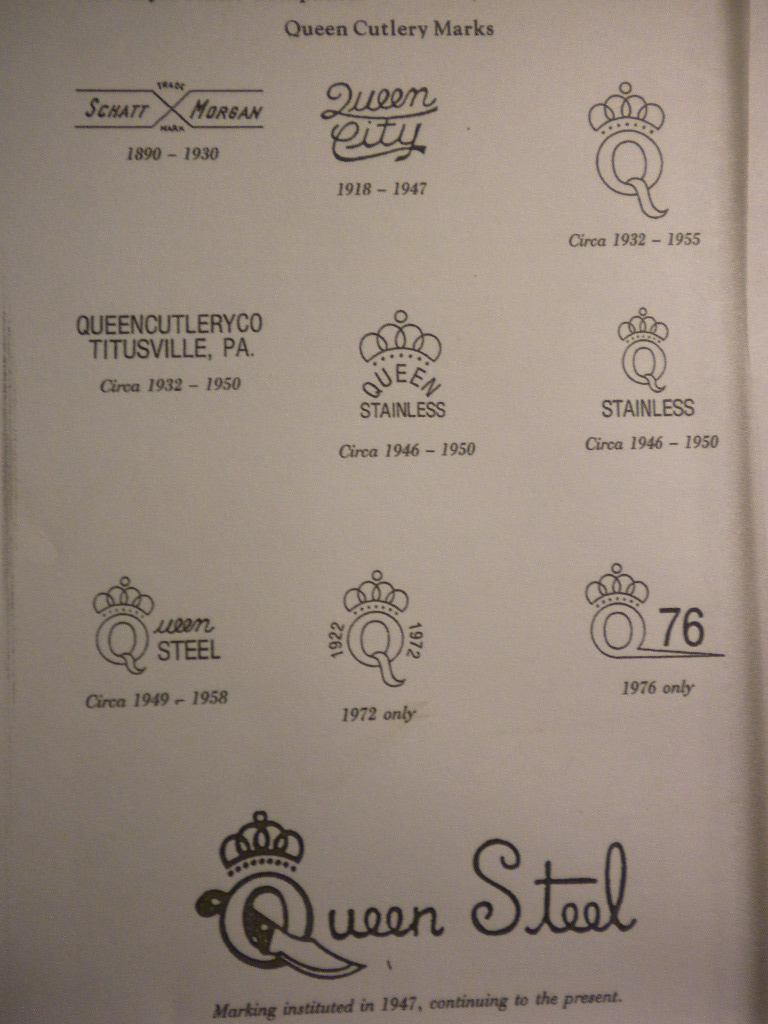 Queen Cutlery Marks
TRADE
SCHATT MORGAN
MARK
1890 – 1930
Queen
City
1918 – 1947
Q
Circa 1932 – 1955
QUEENCUTLERYCO
TITUSVILLE, PA.
Circa 1932 – 1950
QUEEN
STAINLESS
Circa 1946 – 1950
Q
STAINLESS
Circa 1946 – 1950
Queen
STEEL
Circa 1949 – 1958
1922 Q 1972
1972 only
Q 76
1976 only
Queen Steel
Marking instituted in 1947, continuing to the present.